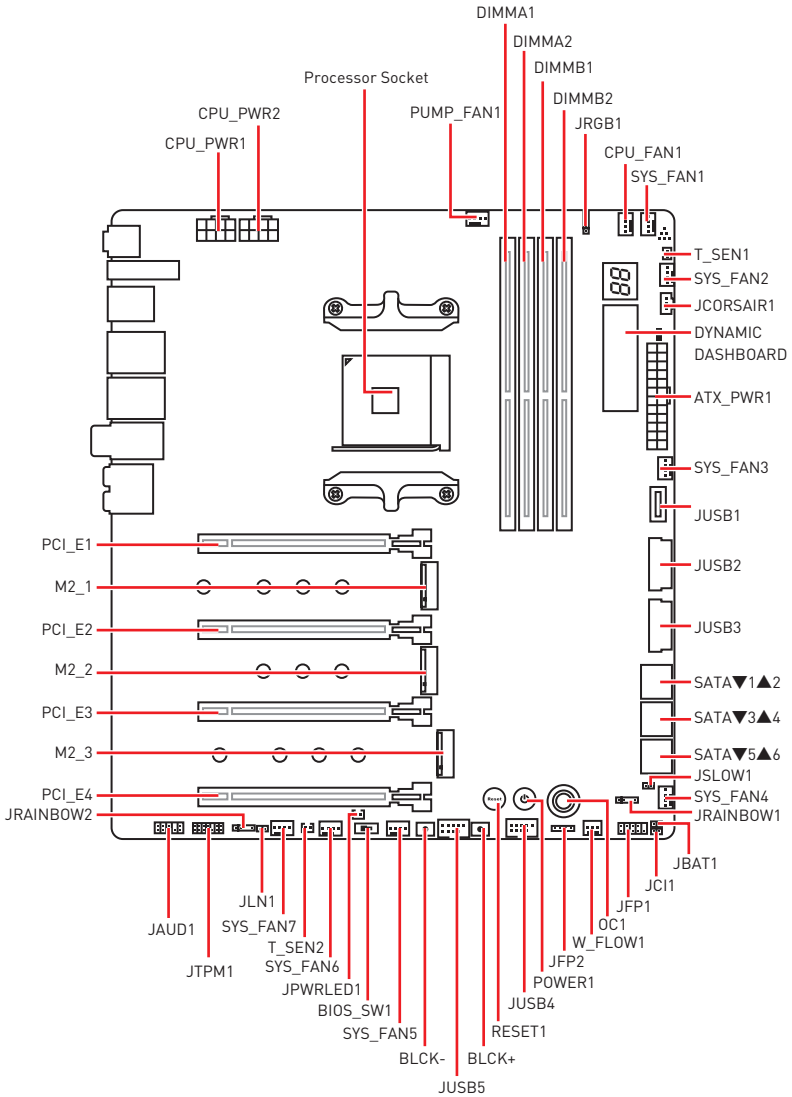 DIMMA1
DIMMA2
Processor Socket
DIMMB1
DIMMB2
CPU_PWR2
PUMP_FAN1
JRGB1
CPU_PWR1
CPU_FAN1
SYS_FAN1
T_SEN1
88
SYS_FAN2
JCORSAIR1
DYNAMIC
DASHBOARD
ATX_PWR1
SYS_FAN3
JUSB1
PCI_E1
JUSB2
M2_1
PCI_E2
JUSB3
M2_2
SATA▼1▲2
PCI_E3
SATA▼3▲4
M2_3
SATA▼5▲6
JSLOW1
PCI_E4
Reset
SYS_FAN4
JRAINBOW2
JRAINBOW1
JBAT1
JCI1
JLN1
JFP1
SYS_FAN7
OC1
JAUD1
W_FLOW1
T_SEN2
JFP2
SYS_FAN6
JTPM1
POWER1
JPWRLED1
JUSB4
BIOS_SW1
RESET1
SYS_FAN5
BLCK-
BLCK+
JUSB5